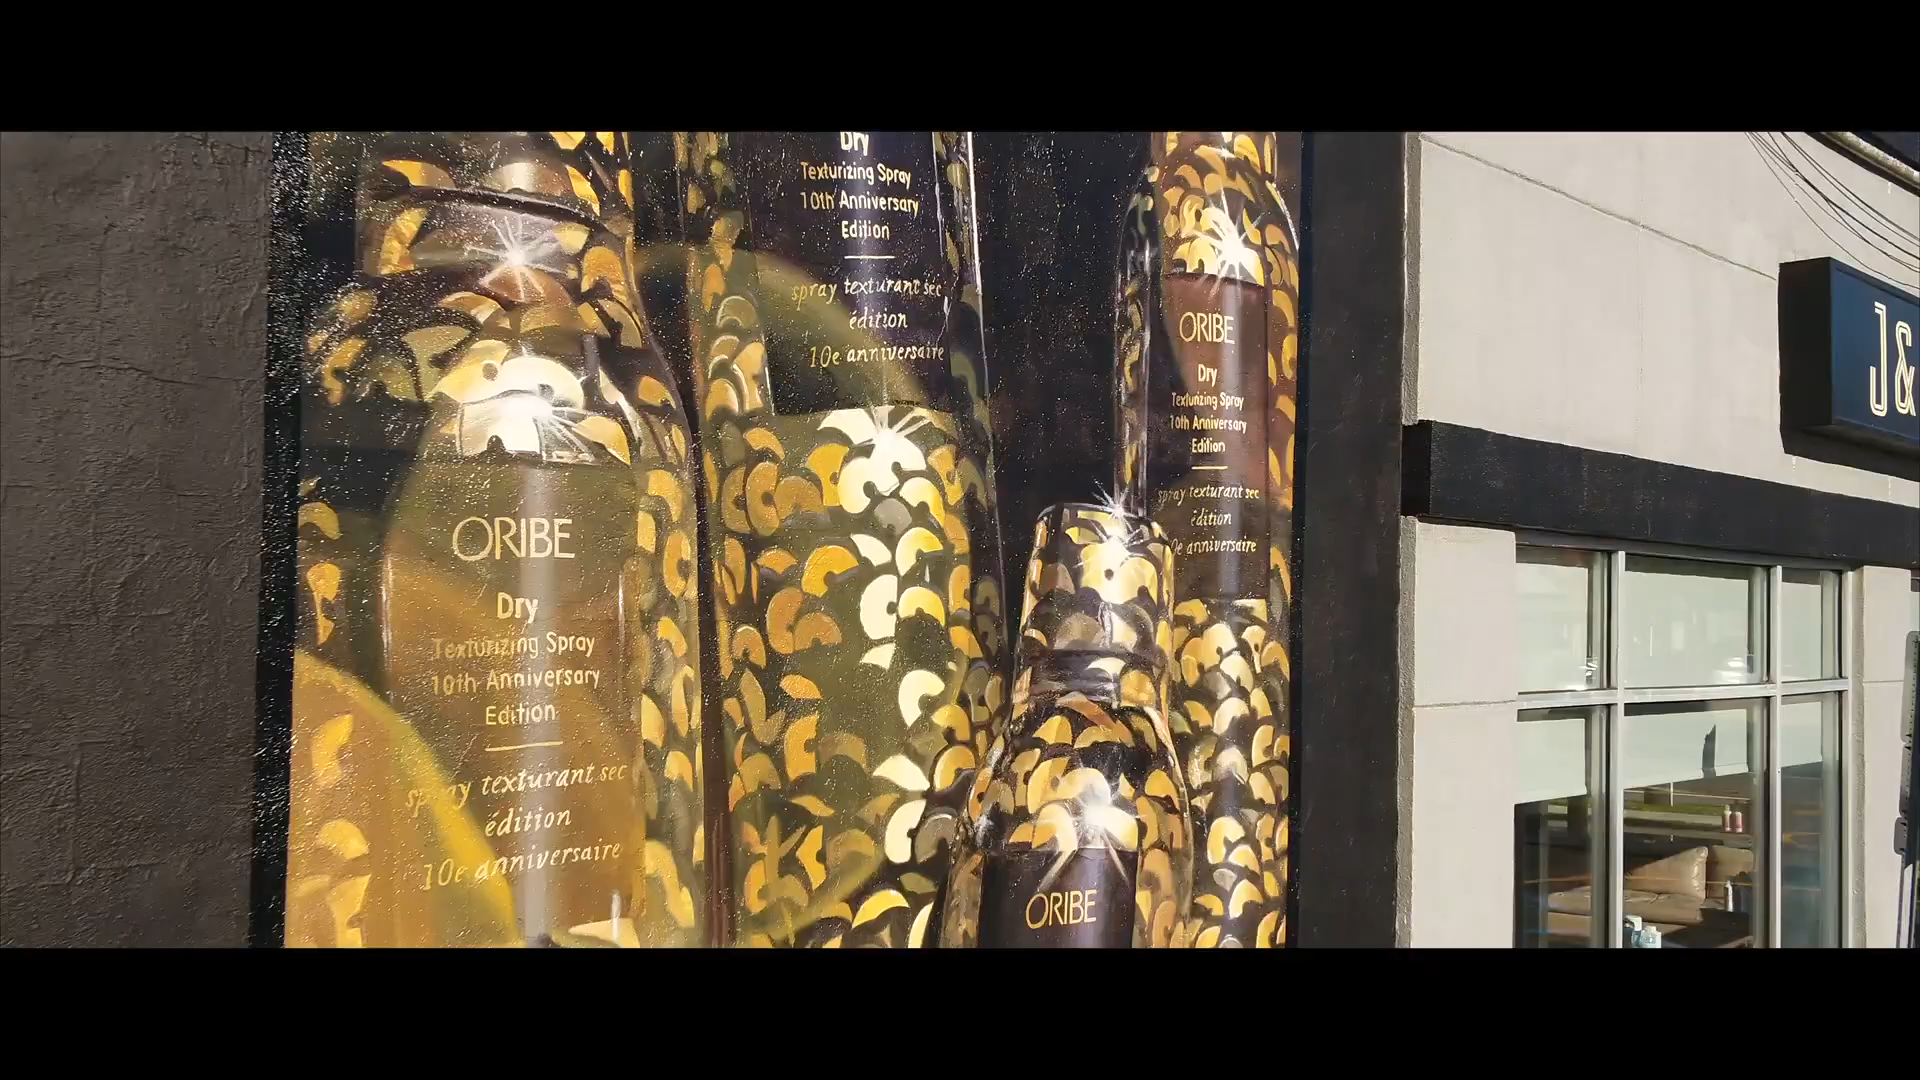 Dry
Texturizing Spray
10th Anniversary
Edition
spray texturant sec
édition
10e anniversaire
ORIBE
Dry
Texturizing Spray
10th Anniversary
Edition
spray texturant sec
édition
10e anniversaire
ORIBE
Dry
Texturizing Spray
10th Anniversary
Edition
spray texturant sec
édition
0e anniversaire
ORIBE
J&